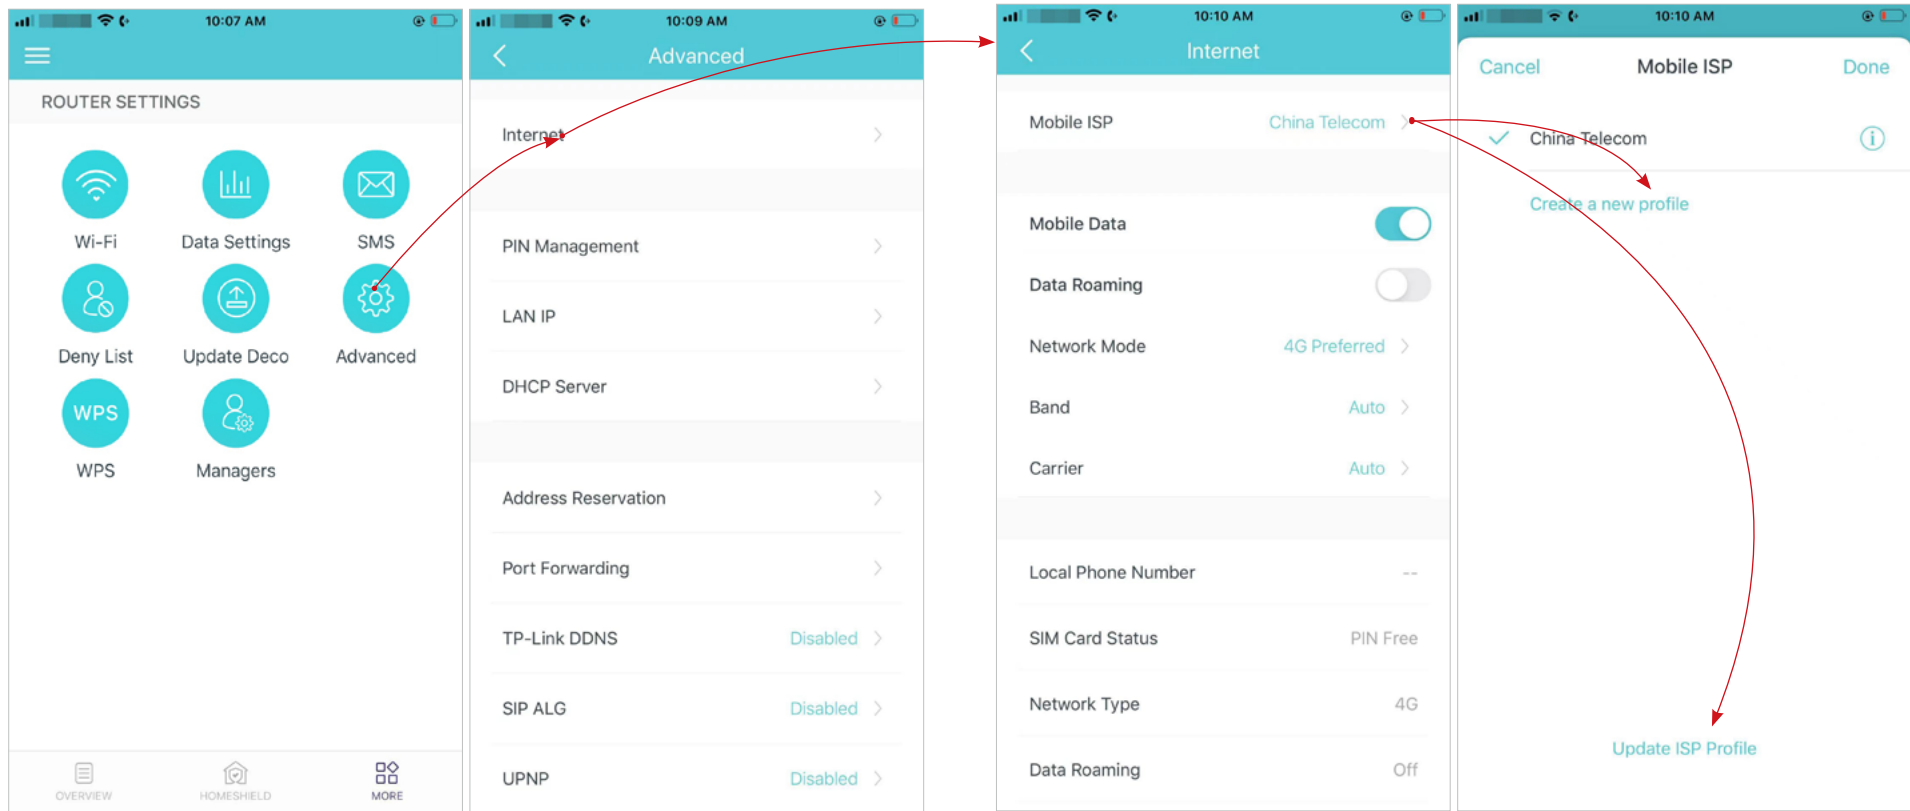 10:07 AM
ROUTER SETTINGS
Wi-Fi
Data Settings
SMS
Deny List
Update Deco
Advanced
WPS
WPS
Managers
OVERVIEW
HOMESHIELD
MORE
10:09 AM
Advanced
Internet
PIN Management
LAN IP
DHCP Server
Address Reservation
Port Forwarding
TP-Link DDNS Disabled
SIP ALG Disabled
UPNP Disabled
10:10 AM
Internet
Mobile ISP China Telecom
Mobile Data
Data Roaming
Network Mode 4G Preferred
Band Auto
Carrier Auto
Local Phone Number --
SIM Card Status PIN Free
Network Type 4G
Data Roaming Off
10:10 AM
Cancel Mobile ISP Done
China Telecom
Create a new profile
Update ISP Profile